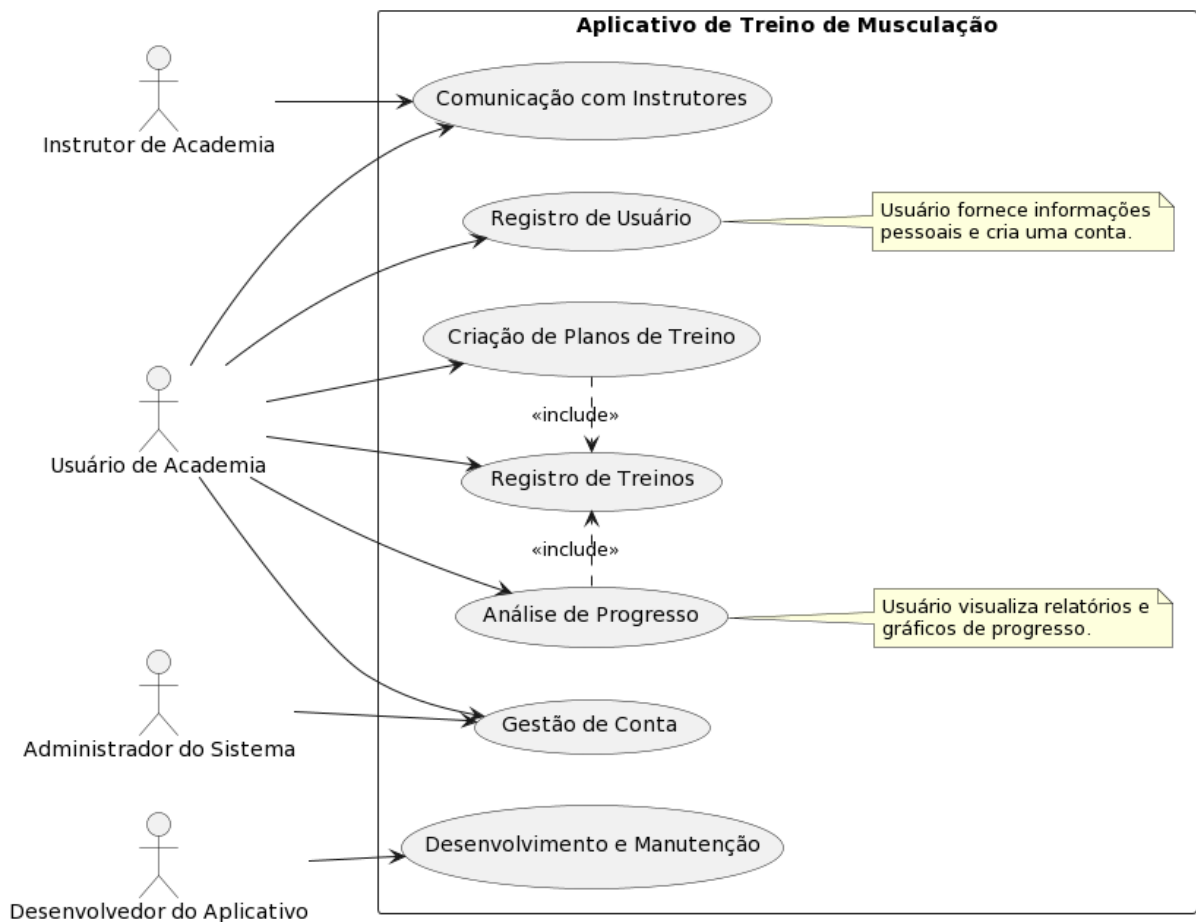 Aplicativo de Treino de Musculação
Instrutor de Academia
Comunicação com Instrutores
Registro de Usuário
Usuário fornece informações
pessoais e cria uma conta.
Criação de Planos de Treino
«include»
Usuário de Academia
Registro de Treinos
«include»
Análise de Progresso
Usuário visualiza relatórios e
gráficos de progresso.
Administrador do Sistema
Gestão de Conta
Desenvolvimento e Manutenção
Desenvolvedor do Aplicativo